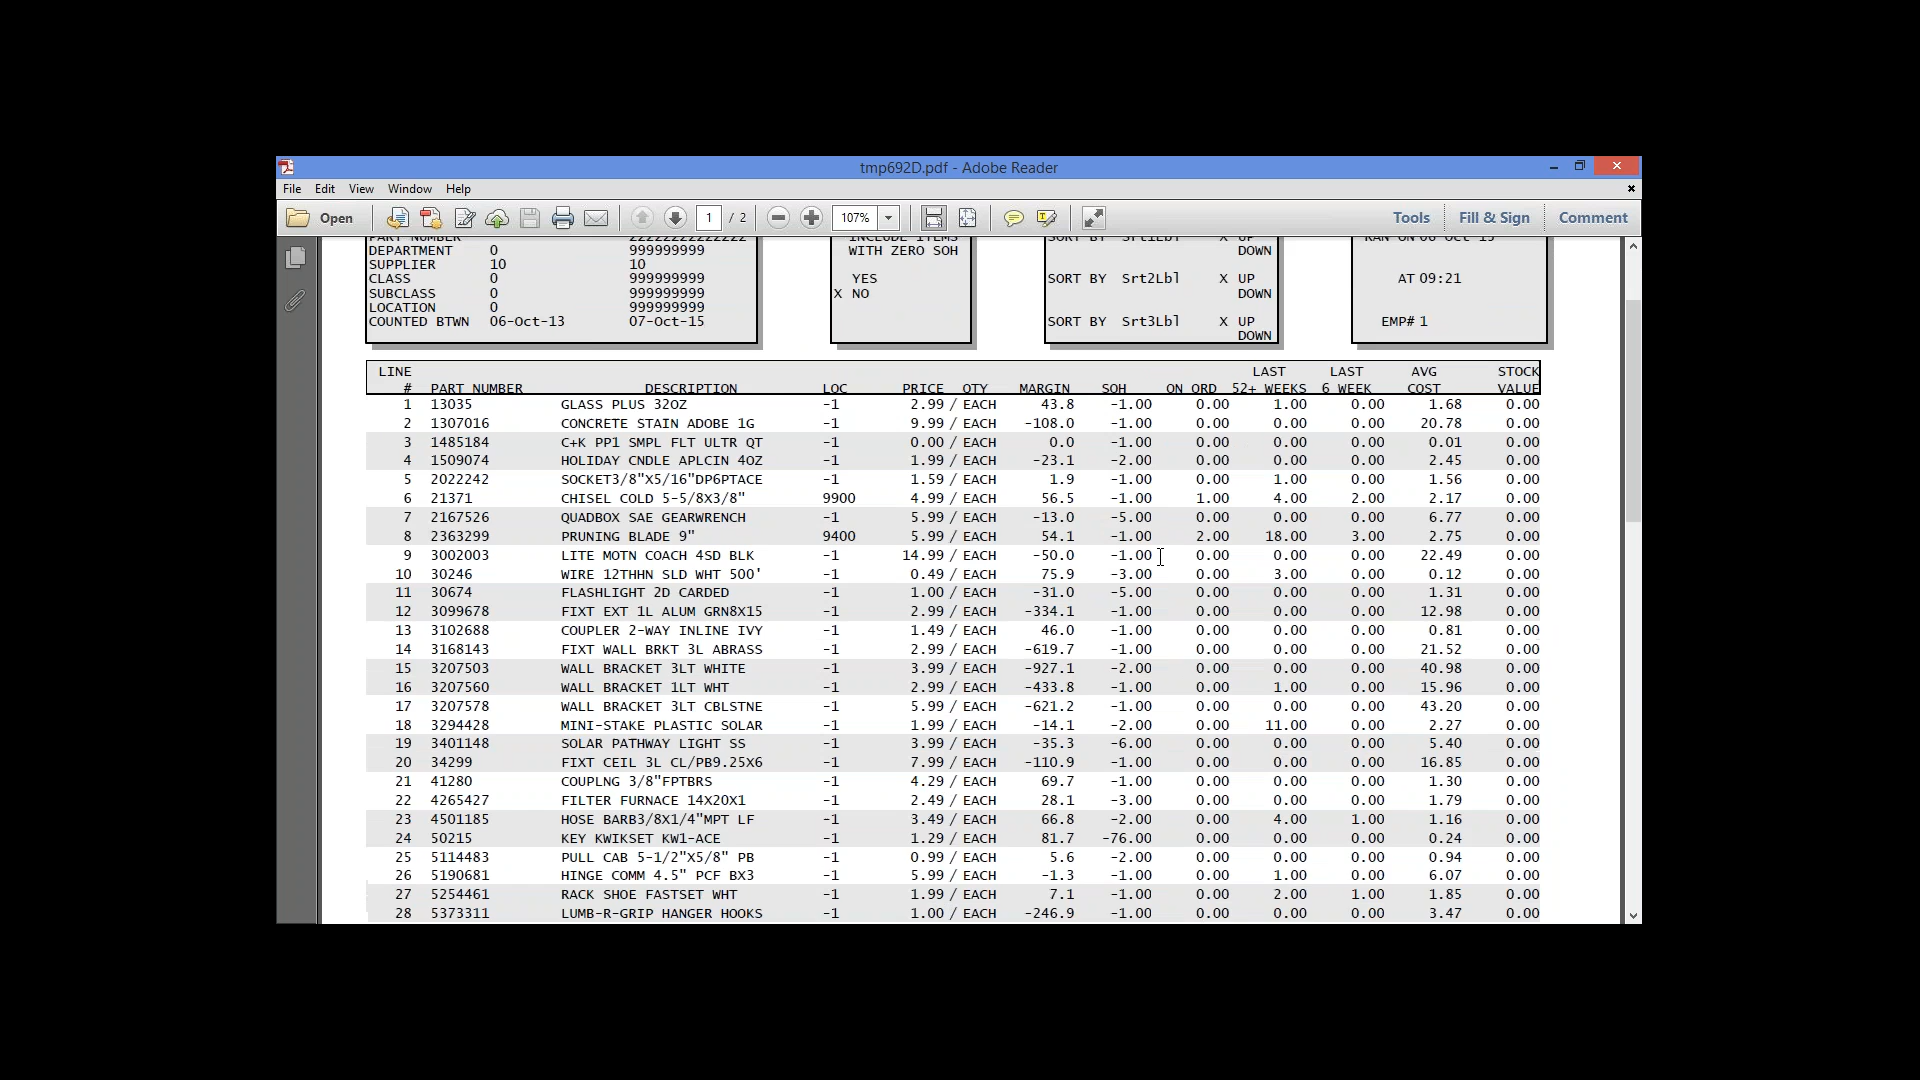 tmp692D.pdf - Adobe Reader
File Edit View Window Help
Open 1 / 2 107% Tools Fill & Sign Comment
PART NUMBER 0 ZZZZZZZZZZZZZZZ INCLUDE ITEMS SORT BY Srt1Lbl X UP RAN ON 06-Oct-15
DEPARTMENT 0 999999999 WITH ZERO SOH DOWN
SUPPLIER 10 10
CLASS 0 999999999 YES SORT BY Srt2Lbl X UP AT 09:21
SUBCLASS 0 999999999 X NO DOWN
LOCATION 0 999999999
COUNTED BTWN 06-Oct-13 07-Oct-15 SORT BY Srt3Lbl X UP EMP# 1
DOWN
LINE LAST LAST AVG STOCK
# PART NUMBER DESCRIPTION LOC PRICE QTY MARGIN SOH ON ORD 52+ WEEKS 6 WEEK COST VALUE
1 13035 GLASS PLUS 32OZ -1 2.99 / EACH 43.8 -1.00 0.00 1.00 0.00 1.68 0.00
2 1307016 CONCRETE STAIN ADOBE 1G -1 9.99 / EACH -108.0 -1.00 0.00 0.00 0.00 20.78 0.00
3 1485184 C+K PP1 SMPL FLT ULTR QT -1 0.00 / EACH 0.0 -1.00 0.00 0.00 0.00 0.01 0.00
4 1509074 HOLIDAY CNDLE APLCIN 4OZ -1 1.99 / EACH -23.1 -2.00 0.00 0.00 0.00 2.45 0.00
5 2022242 SOCKET3/8"X5/16"DP6PTACE -1 1.59 / EACH 1.9 -1.00 0.00 1.00 0.00 1.56 0.00
6 21371 CHISEL COLD 5-5/8X3/8" 9900 4.99 / EACH 56.5 -1.00 1.00 4.00 2.00 2.17 0.00
7 2167526 QUADBOX SAE GEARWRENCH -1 5.99 / EACH -13.0 -5.00 0.00 0.00 0.00 6.77 0.00
8 2363299 PRUNING BLADE 9" 9400 5.99 / EACH 54.1 -1.00 2.00 18.00 3.00 2.75 0.00
9 3002003 LITE MOTN COACH 4SD BLK -1 14.99 / EACH -50.0 -1.00 0.00 0.00 0.00 22.49 0.00
10 30246 WIRE 12THHN SLD WHT 500' -1 0.49 / EACH 75.9 -3.00 0.00 3.00 0.00 0.12 0.00
11 30674 FLASHLIGHT 2D CARDED -1 1.00 / EACH -31.0 -5.00 0.00 0.00 0.00 1.31 0.00
12 3099678 FIXT EXT 1L ALUM GRN8X15 -1 2.99 / EACH -334.1 -1.00 0.00 0.00 0.00 12.98 0.00
13 3102688 COUPLER 2-WAY INLINE IVY -1 1.49 / EACH 46.0 -1.00 0.00 0.00 0.00 0.81 0.00
14 3168143 FIXT WALL BRKT 3L ABRASS -1 2.99 / EACH -619.7 -1.00 0.00 0.00 0.00 21.52 0.00
15 3207503 WALL BRACKET 3LT WHITE -1 3.99 / EACH -927.1 -2.00 0.00 0.00 0.00 40.98 0.00
16 3207560 WALL BRACKET 1LT WHT -1 2.99 / EACH -433.8 -1.00 0.00 1.00 0.00 15.96 0.00
17 3207578 WALL BRACKET 3LT CBLSTNE -1 5.99 / EACH -621.2 -1.00 0.00 0.00 0.00 43.20 0.00
18 3294428 MINI-STAKE PLASTIC SOLAR -1 1.99 / EACH -14.1 -2.00 0.00 11.00 0.00 2.27 0.00
19 3401148 SOLAR PATHWAY LIGHT SS -1 3.99 / EACH -35.3 -6.00 0.00 0.00 0.00 5.40 0.00
20 34299 FIXT CEIL 3L CL/PB9.25X6 -1 7.99 / EACH -110.9 -1.00 0.00 0.00 0.00 16.85 0.00
21 41280 COUPLNG 3/8"FPTBRS -1 4.29 / EACH 69.7 -1.00 0.00 0.00 0.00 1.30 0.00
22 4265427 FILTER FURNACE 14X20X1 -1 2.49 / EACH 28.1 -3.00 0.00 0.00 0.00 1.79 0.00
23 4501185 HOSE BARB3/8X1/4"MPT LF -1 3.49 / EACH 66.8 -2.00 0.00 4.00 1.00 1.16 0.00
24 50215 KEY KWIKSET KW1-ACE -1 1.29 / EACH 81.7 -76.00 0.00 0.00 0.00 0.24 0.00
25 5114483 PULL CAB 5-1/2"X5/8" PB -1 0.99 / EACH 5.6 -2.00 0.00 0.00 0.00 0.94 0.00
26 5190681 HINGE COMM 4.5" PCF BX3 -1 5.99 / EACH -1.3 -1.00 0.00 1.00 0.00 6.07 0.00
27 5254461 RACK SHOE FASTSET WHT -1 1.99 / EACH 7.1 -1.00 0.00 2.00 1.00 1.85 0.00
28 5373311 LUMB-R-GRIP HANGER HOOKS -1 1.00 / EACH -246.9 -1.00 0.00 0.00 0.00 3.47 0.00